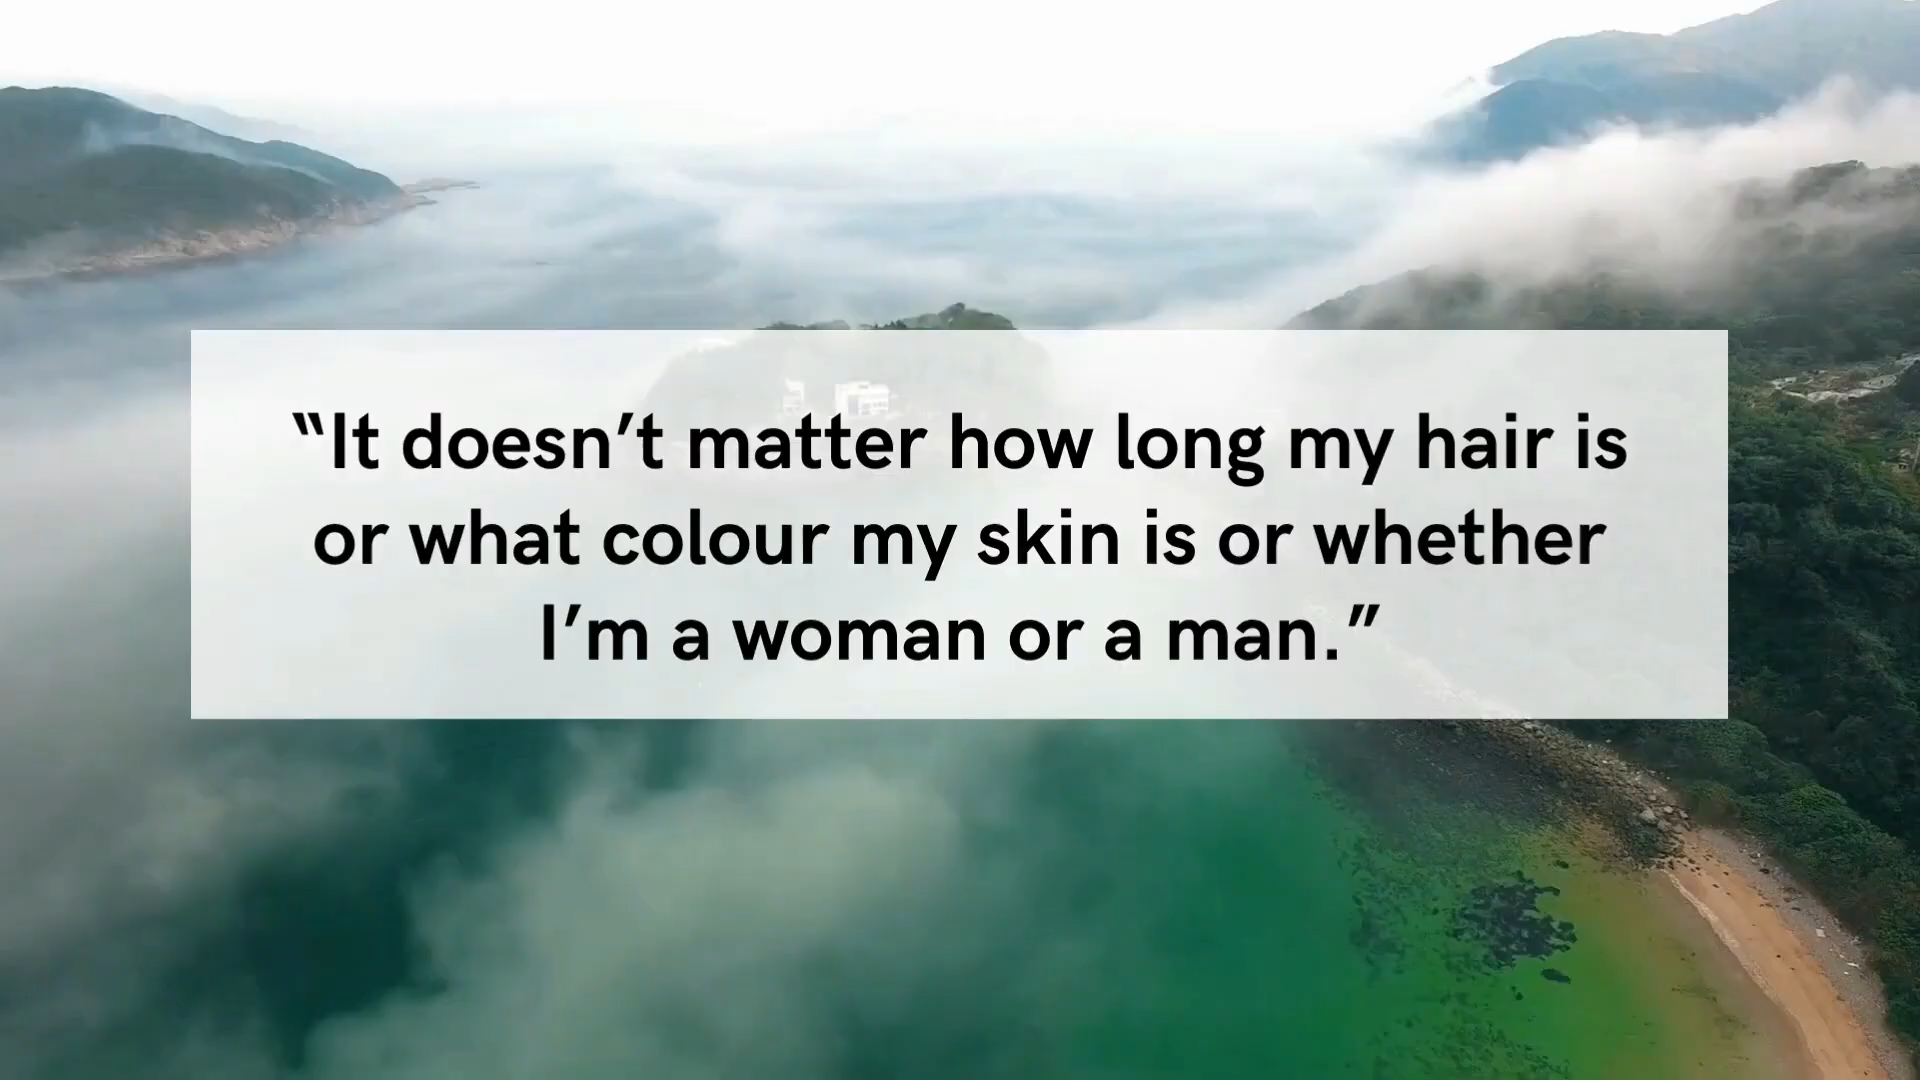 “It doesn’t matter how long my hair is
or what colour my skin is or whether
I’m a woman or a man.”